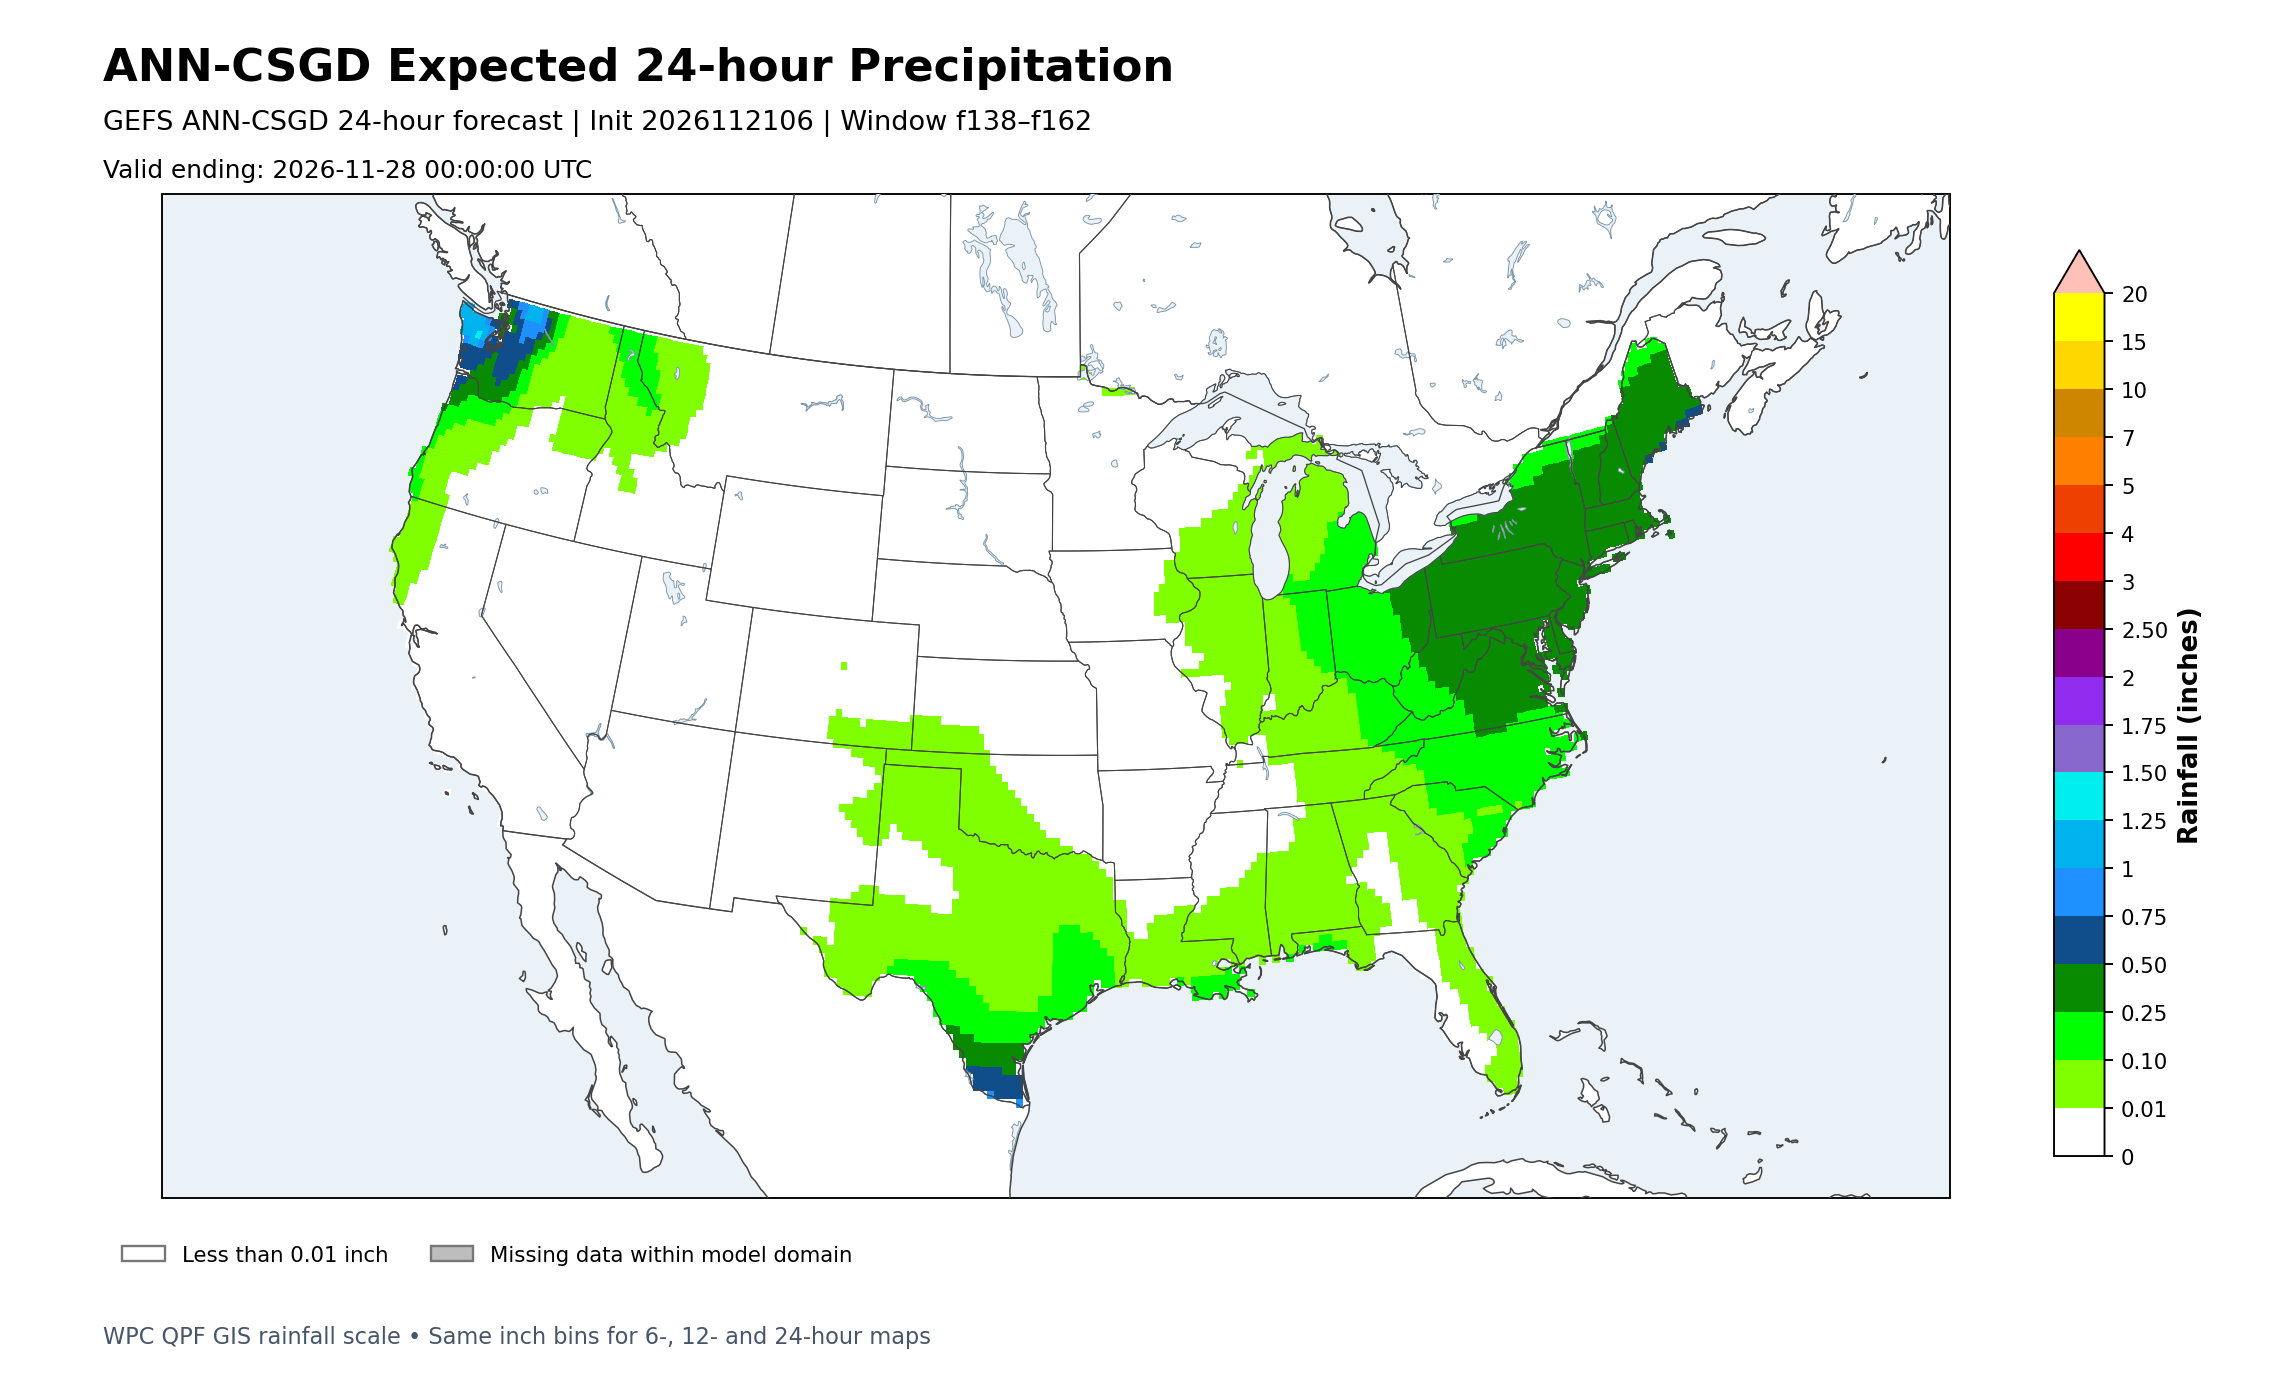 ANN-CSGD Expected 24-hour Precipitation
GEFS ANN-CSGD 24-hour forecast | Init 2026112106 | Window f138–f162
Valid ending: 2026-11-28 00:00:00 UTC
20
15
10
7
5
4
3
2.50
2
1.75
1.50
1.25
1
0.75
0.50
0.25
0.10
0.01
0
Rainfall (inches)
Less than 0.01 inch
Missing data within model domain
WPC QPF GIS rainfall scale • Same inch bins for 6-, 12- and 24-hour maps